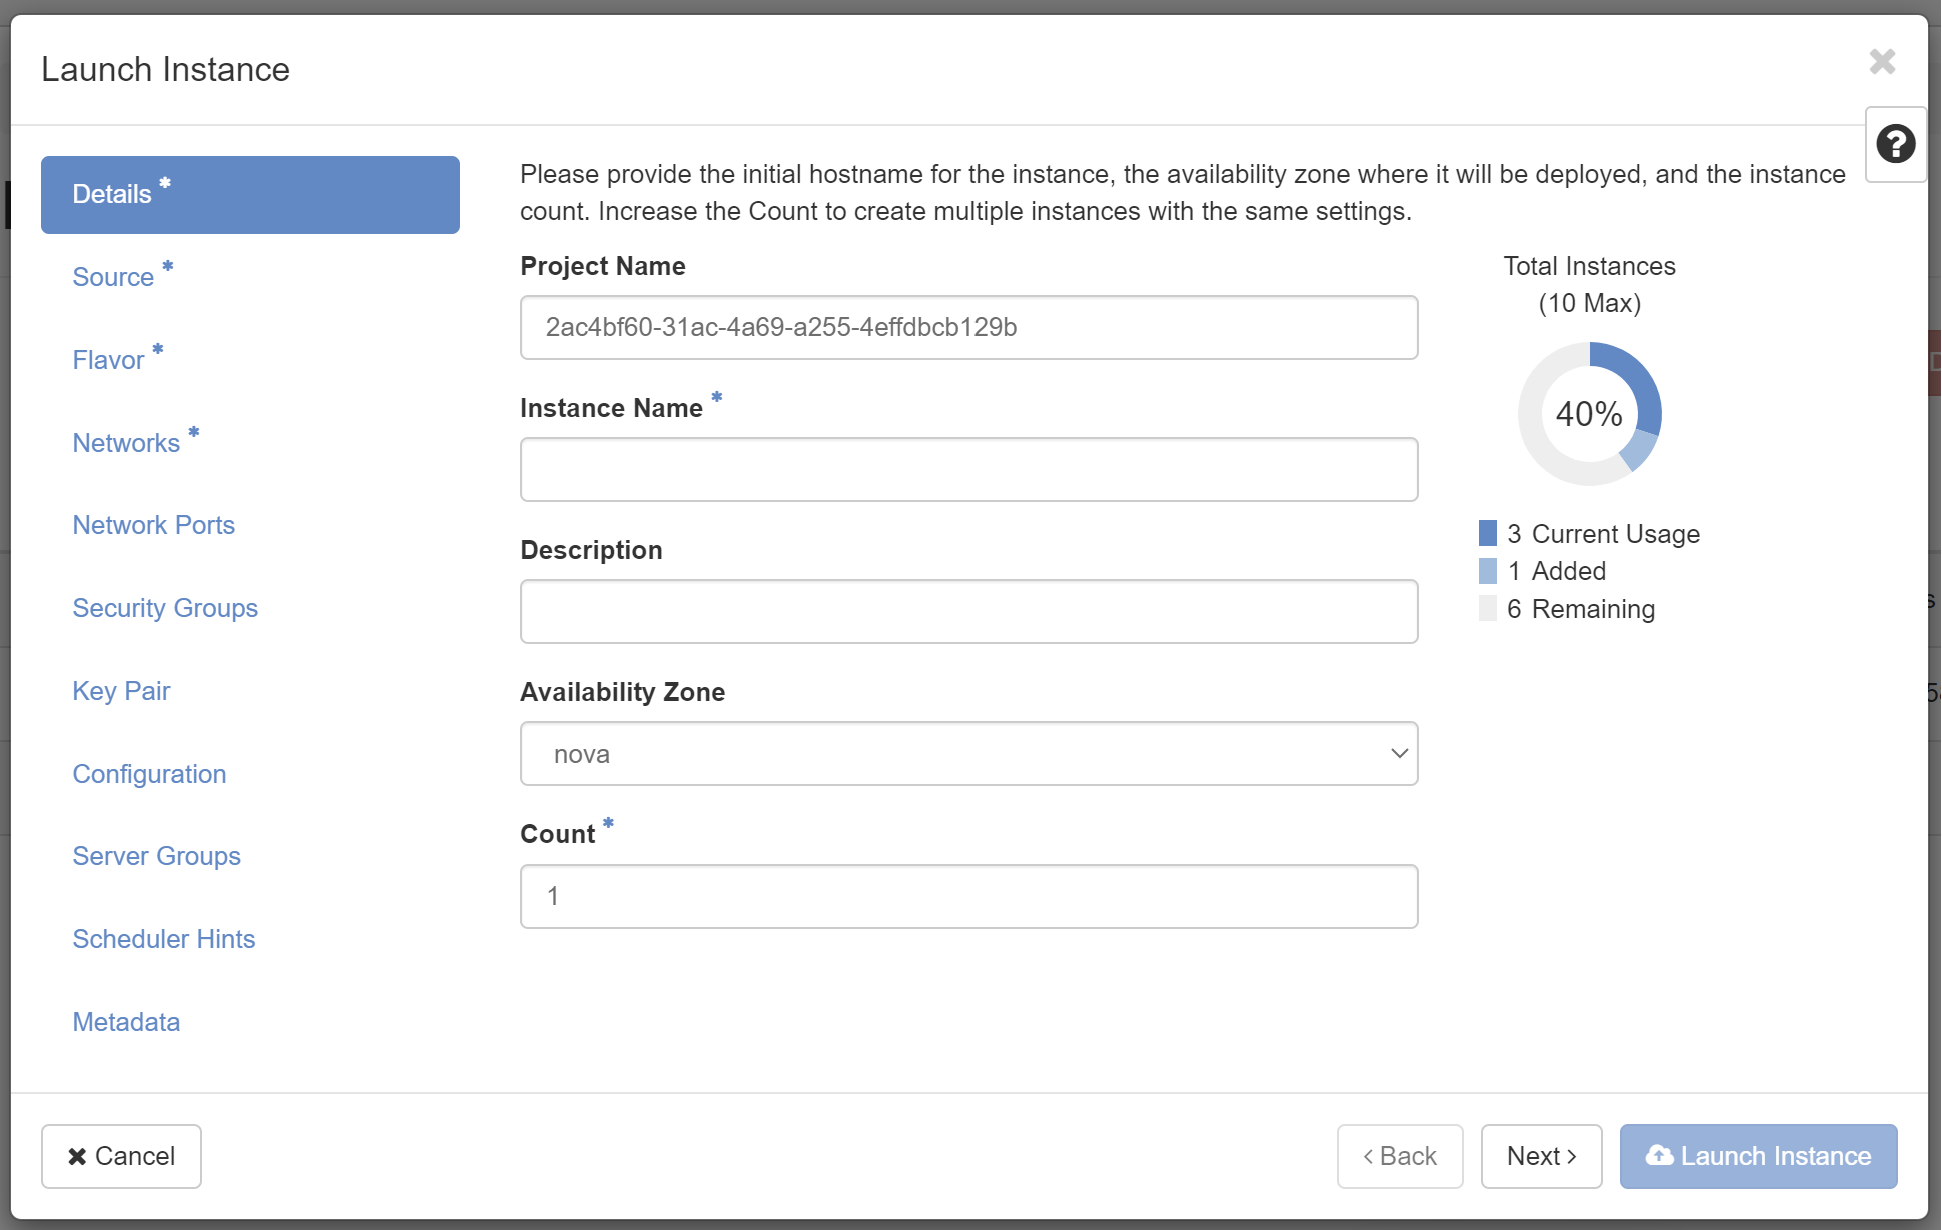 Launch Instance
Details *
Source *
Flavor *
Networks *
Network Ports
Security Groups
Key Pair
Configuration
Server Groups
Scheduler Hints
Metadata
Please provide the initial hostname for the instance, the availability zone where it will be deployed, and the instance
count. Increase the Count to create multiple instances with the same settings.
Project Name
2ac4bf60-31ac-4a69-a255-4effdbcb129b
Instance Name *
Description
Availability Zone
nova
Count *
1
Total Instances
(10 Max)
40%
3 Current Usage
1 Added
6 Remaining
Cancel
< Back
Next >
Launch Instance